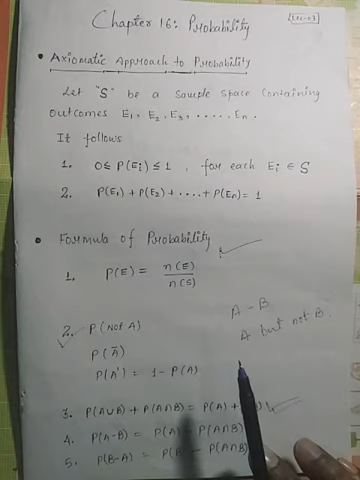 Chapter 16: Probability
[Lec-03]
• Axiomatic Approach to Probability
Let "S" be a sample space containing
outcomes E₁, E₂, E₃, ......, Eₙ.
It follows
1. 0 ≤ P(Eᵢ) ≤ 1, for each Eᵢ ∈ S
2. P(E₁) + P(E₂) + .... + P(Eₙ) = 1
• Formula of Probability
1. P(E) = n(E) / n(S)
A - B
A but not B.
2. P(Not A)
P(A̅)
P(A') = 1 - P(A)
3. P(A∪B) + P(A∩B) = P(A) +
4. P(A-B) = P(A) - P(A∩B)
5. P(B-A) = P(B) - P(A∩B)